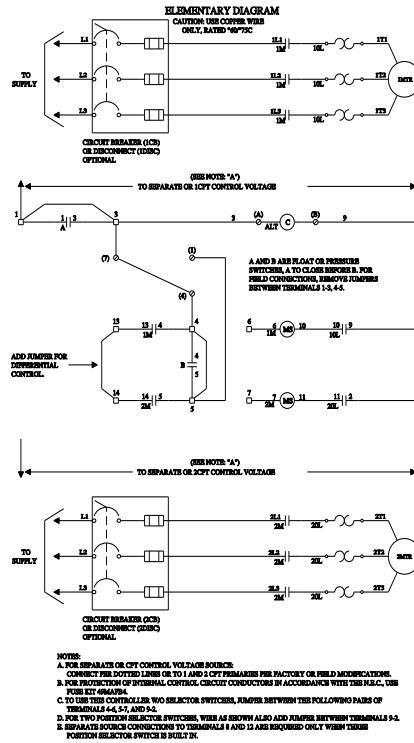 ELEMENTARY DIAGRAM
CAUTION: USE COPPER WIRE
ONLY, RATED "60/"75C
L1 1L1 1M 10L 1T1
TO
SUPPLY
L2 1L2 1M 10L 1T2
1MTR
L3 1L3 1M 10L 1T3
CIRCUIT BREAKER (1CB)
OR DISCONNECT (1DISC)
OPTIONAL
(SEE NOTE: "A")
TO SEPARATE OR 1CPT CONTROL VOLTAGE
1 1 3 A 3 3 (A) ALT C (B) 9
(7) (1)
A AND B ARE FLOAT OR PRESSURE
SWITCHES, A TO CLOSE BEFORE B. FOR
FIELD CONNECTIONS, REMOVE JUMPERS
BETWEEN TERMINALS 1-3, 4-5.
(4)
13 13 4 1M 4 6 6 1M MS 10 10 9 10L
ADD JUMPER FOR
DIFFERENTIAL
CONTROL.
B 4 5
14 14 5 2M 5 7 7 2M MS 11 11 2 20L
(SEE NOTE: "A")
TO SEPARATE OR 2CPT CONTROL VOLTAGE
L1 2L1 2M 20L 2T1
TO
SUPPLY
L2 2L2 2M 20L 2T2
2MTR
L3 2L3 2M 20L 2T3
CIRCUIT BREAKER (2CB)
OR DISCONNECT (2DISC)
OPTIONAL
NOTES:
A. FOR SEPARATE OR CPT CONTROL VOLTAGE SOURCE:
CONNECT PER DOTTED LINES OR TO 1 AND 2 CPT PRIMARIES PER FACTORY OR FIELD MODIFICATIONS.
B. FOR PROTECTION OF INTERNAL CONTROL CIRCUIT CONDUCTORS IN ACCORDANCE WITH THE N.E.C., USE
FUSE KIT
C. TO USE THIS CONTROLLER W/O SELECTOR SWITCHES, JUMPER BETWEEN THE FOLLOWING PAIRS OF
TERMINALS 4-6, 5-7, AND 9-2.
D. FOR TWO POSITION SELECTOR SWITCHES, WIRE AS SHOWN ALSO ADD JUMPER BETWEEN TERMINALS 9-2.
E. SEPARATE SOURCE CONNECTIONS TO TERMINALS 8 AND 12 ARE REQUIRED ONLY WHEN THREE
POSITION SELECTOR SWITCH IS BUILT IN.